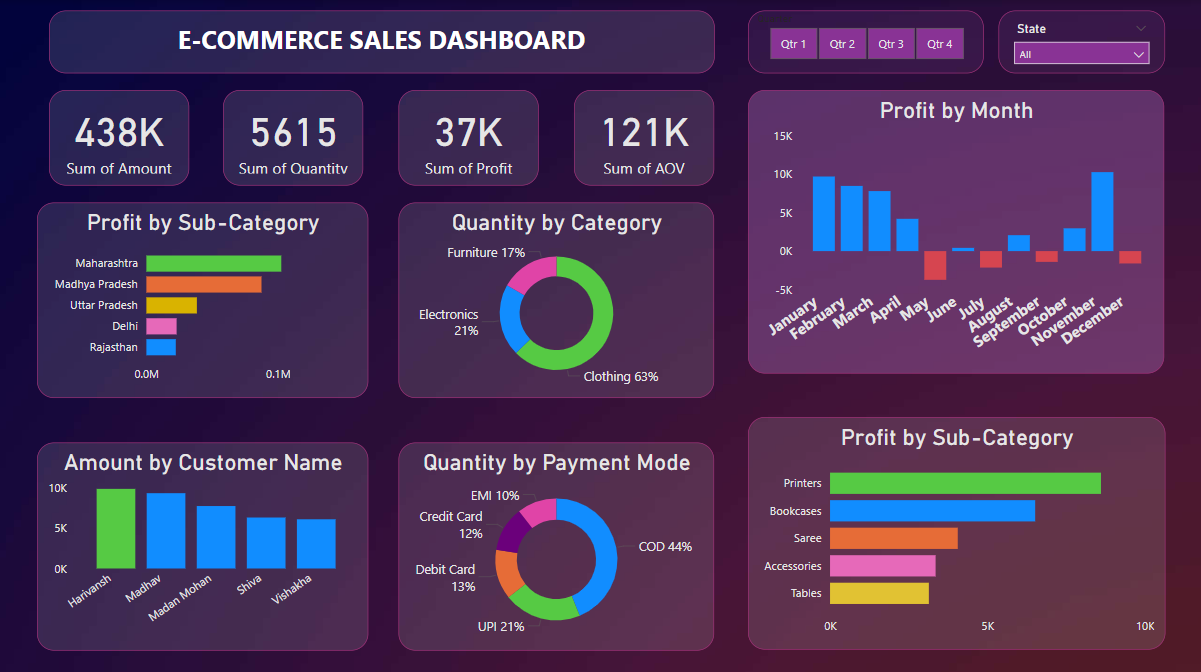 E-COMMERCE SALES DASHBOARD
Qtr 1
Qtr 2
Qtr 3
Qtr 4
State
All
438K
Sum of Amount
5615
Sum of Quantity
37K
Sum of Profit
121K
Sum of AOV
Profit by Sub-Category
Maharashtra
Madhya Pradesh
Uttar Pradesh
Delhi
Rajasthan
0.0M
0.1M
Quantity by Category
Furniture 17%
Electronics
21%
Clothing 63%
Profit by Month
15K
10K
5K
0K
-5K
January
February
March
April
May
June
July
August
September
October
November
December
Amount by Customer Name
10K
5K
0K
Harivansh
Madhav
Madan Mohan
Shiva
Vishakha
Quantity by Payment Mode
EMI 10%
Credit Card
12%
Debit Card
13%
UPI 21%
COD 44%
Profit by Sub-Category
Printers
Bookcases
Saree
Accessories
Tables
0K
5K
10K